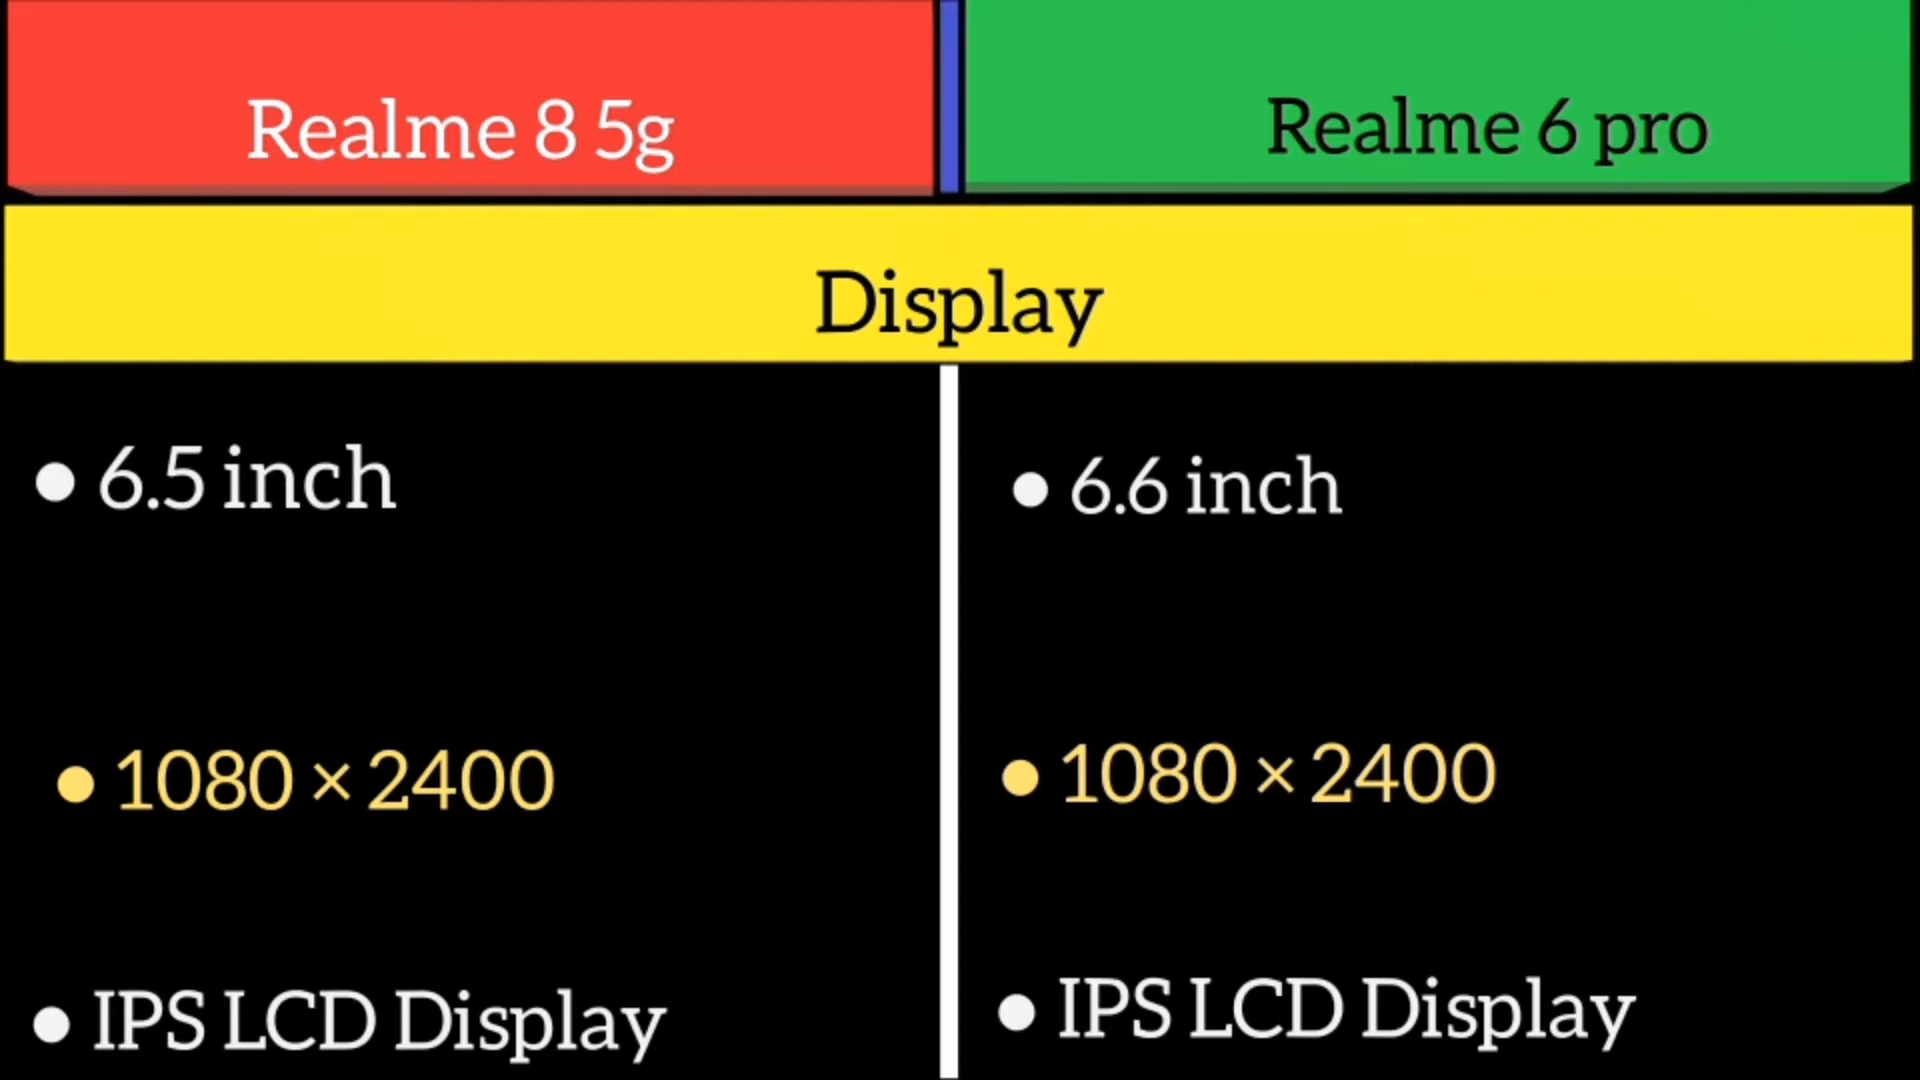 Realme 8 5g
Realme 6 pro
Display
• 6.5 inch
• 6.6 inch
• 1080 × 2400
• 1080 × 2400
• IPS LCD Display
• IPS LCD Display